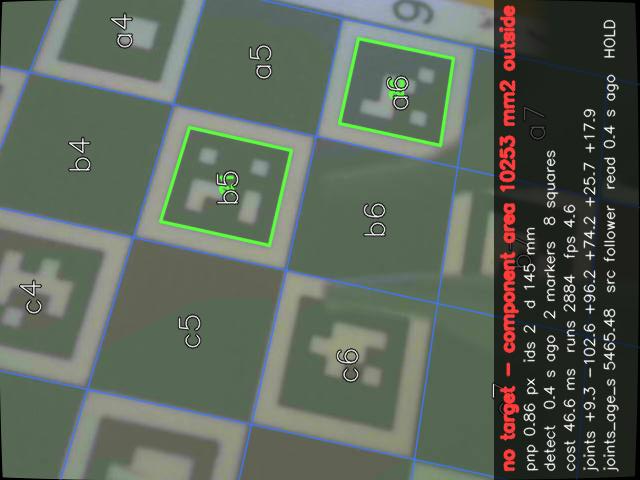 no target - component area 10253 mm2 outside
pnp 0.86 px  ids 2  d 145 mm
detect  0.4 s ago  2 markers  8 squares
cost 46.6 ms  runs 2884  fps 4.6
joints +9.3 -102.6 +96.2 +74.2 +25.7 +17.9
joints_age_s 5465.48  src follower  read 0.4 s ago  HOLD
a4
a5
a6
a7
b4
b5
b6
c4
c5
c6